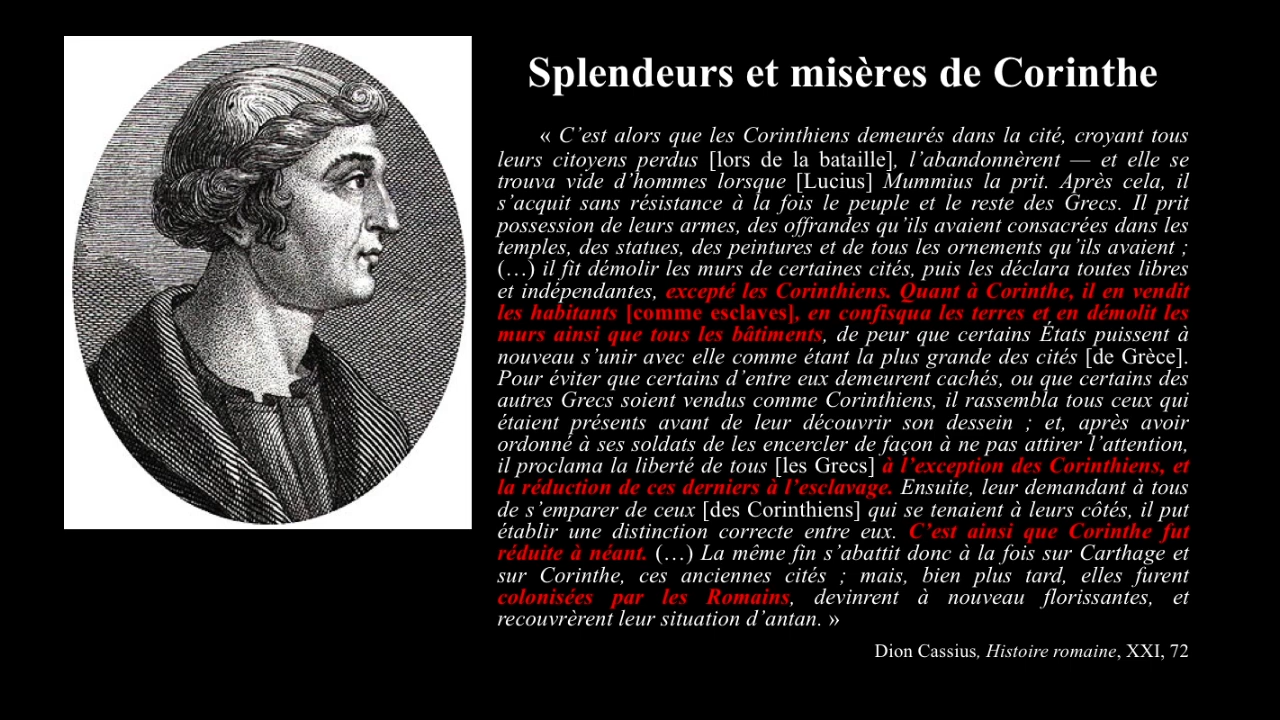 Splendeurs et misères de Corinthe
« C’est alors que les Corinthiens demeurés dans la cité, croyant tous
leurs citoyens perdus [lors de la bataille], l’abandonnèrent — et elle se
trouva vide d’hommes lorsque [Lucius] Mummius la prit. Après cela, il
s’acquit sans résistance à la fois le peuple et le reste des Grecs. Il prit
possession de leurs armes, des offrandes qu’ils avaient consacrées dans les
temples, des statues, des peintures et de tous les ornements qu’ils avaient ;
(…) il fit démolir les murs de certaines cités, puis les déclara toutes libres
et indépendantes, excepté les Corinthiens. Quant à Corinthe, il en vendit
les habitants [comme esclaves], en confisqua les terres et en démolit les
murs ainsi que tous les bâtiments, de peur que certains États puissent à
nouveau s’unir avec elle comme étant la plus grande des cités [de Grèce].
Pour éviter que certains d’entre eux demeurent cachés, ou que certains des
autres Grecs soient vendus comme Corinthiens, il rassembla tous ceux qui
étaient présents avant de leur découvrir son dessein ; et, après avoir
ordonné à ses soldats de les encercler de façon à ne pas attirer l’attention,
il proclama la liberté de tous [les Grecs] à l’exception des Corinthiens, et
la réduction de ces derniers à l’esclavage. Ensuite, leur demandant à tous
de s’emparer de ceux [des Corinthiens] qui se tenaient à leurs côtés, il put
établir une distinction correcte entre eux. C’est ainsi que Corinthe fut
réduite à néant. (…) La même fin s’abattit donc à la fois sur Carthage et
sur Corinthe, ces anciennes cités ; mais, bien plus tard, elles furent
colonisées par les Romains, devinrent à nouveau florissantes, et
recouvrèrent leur situation d’antan. »
Dion Cassius, Histoire romaine, XXI, 72